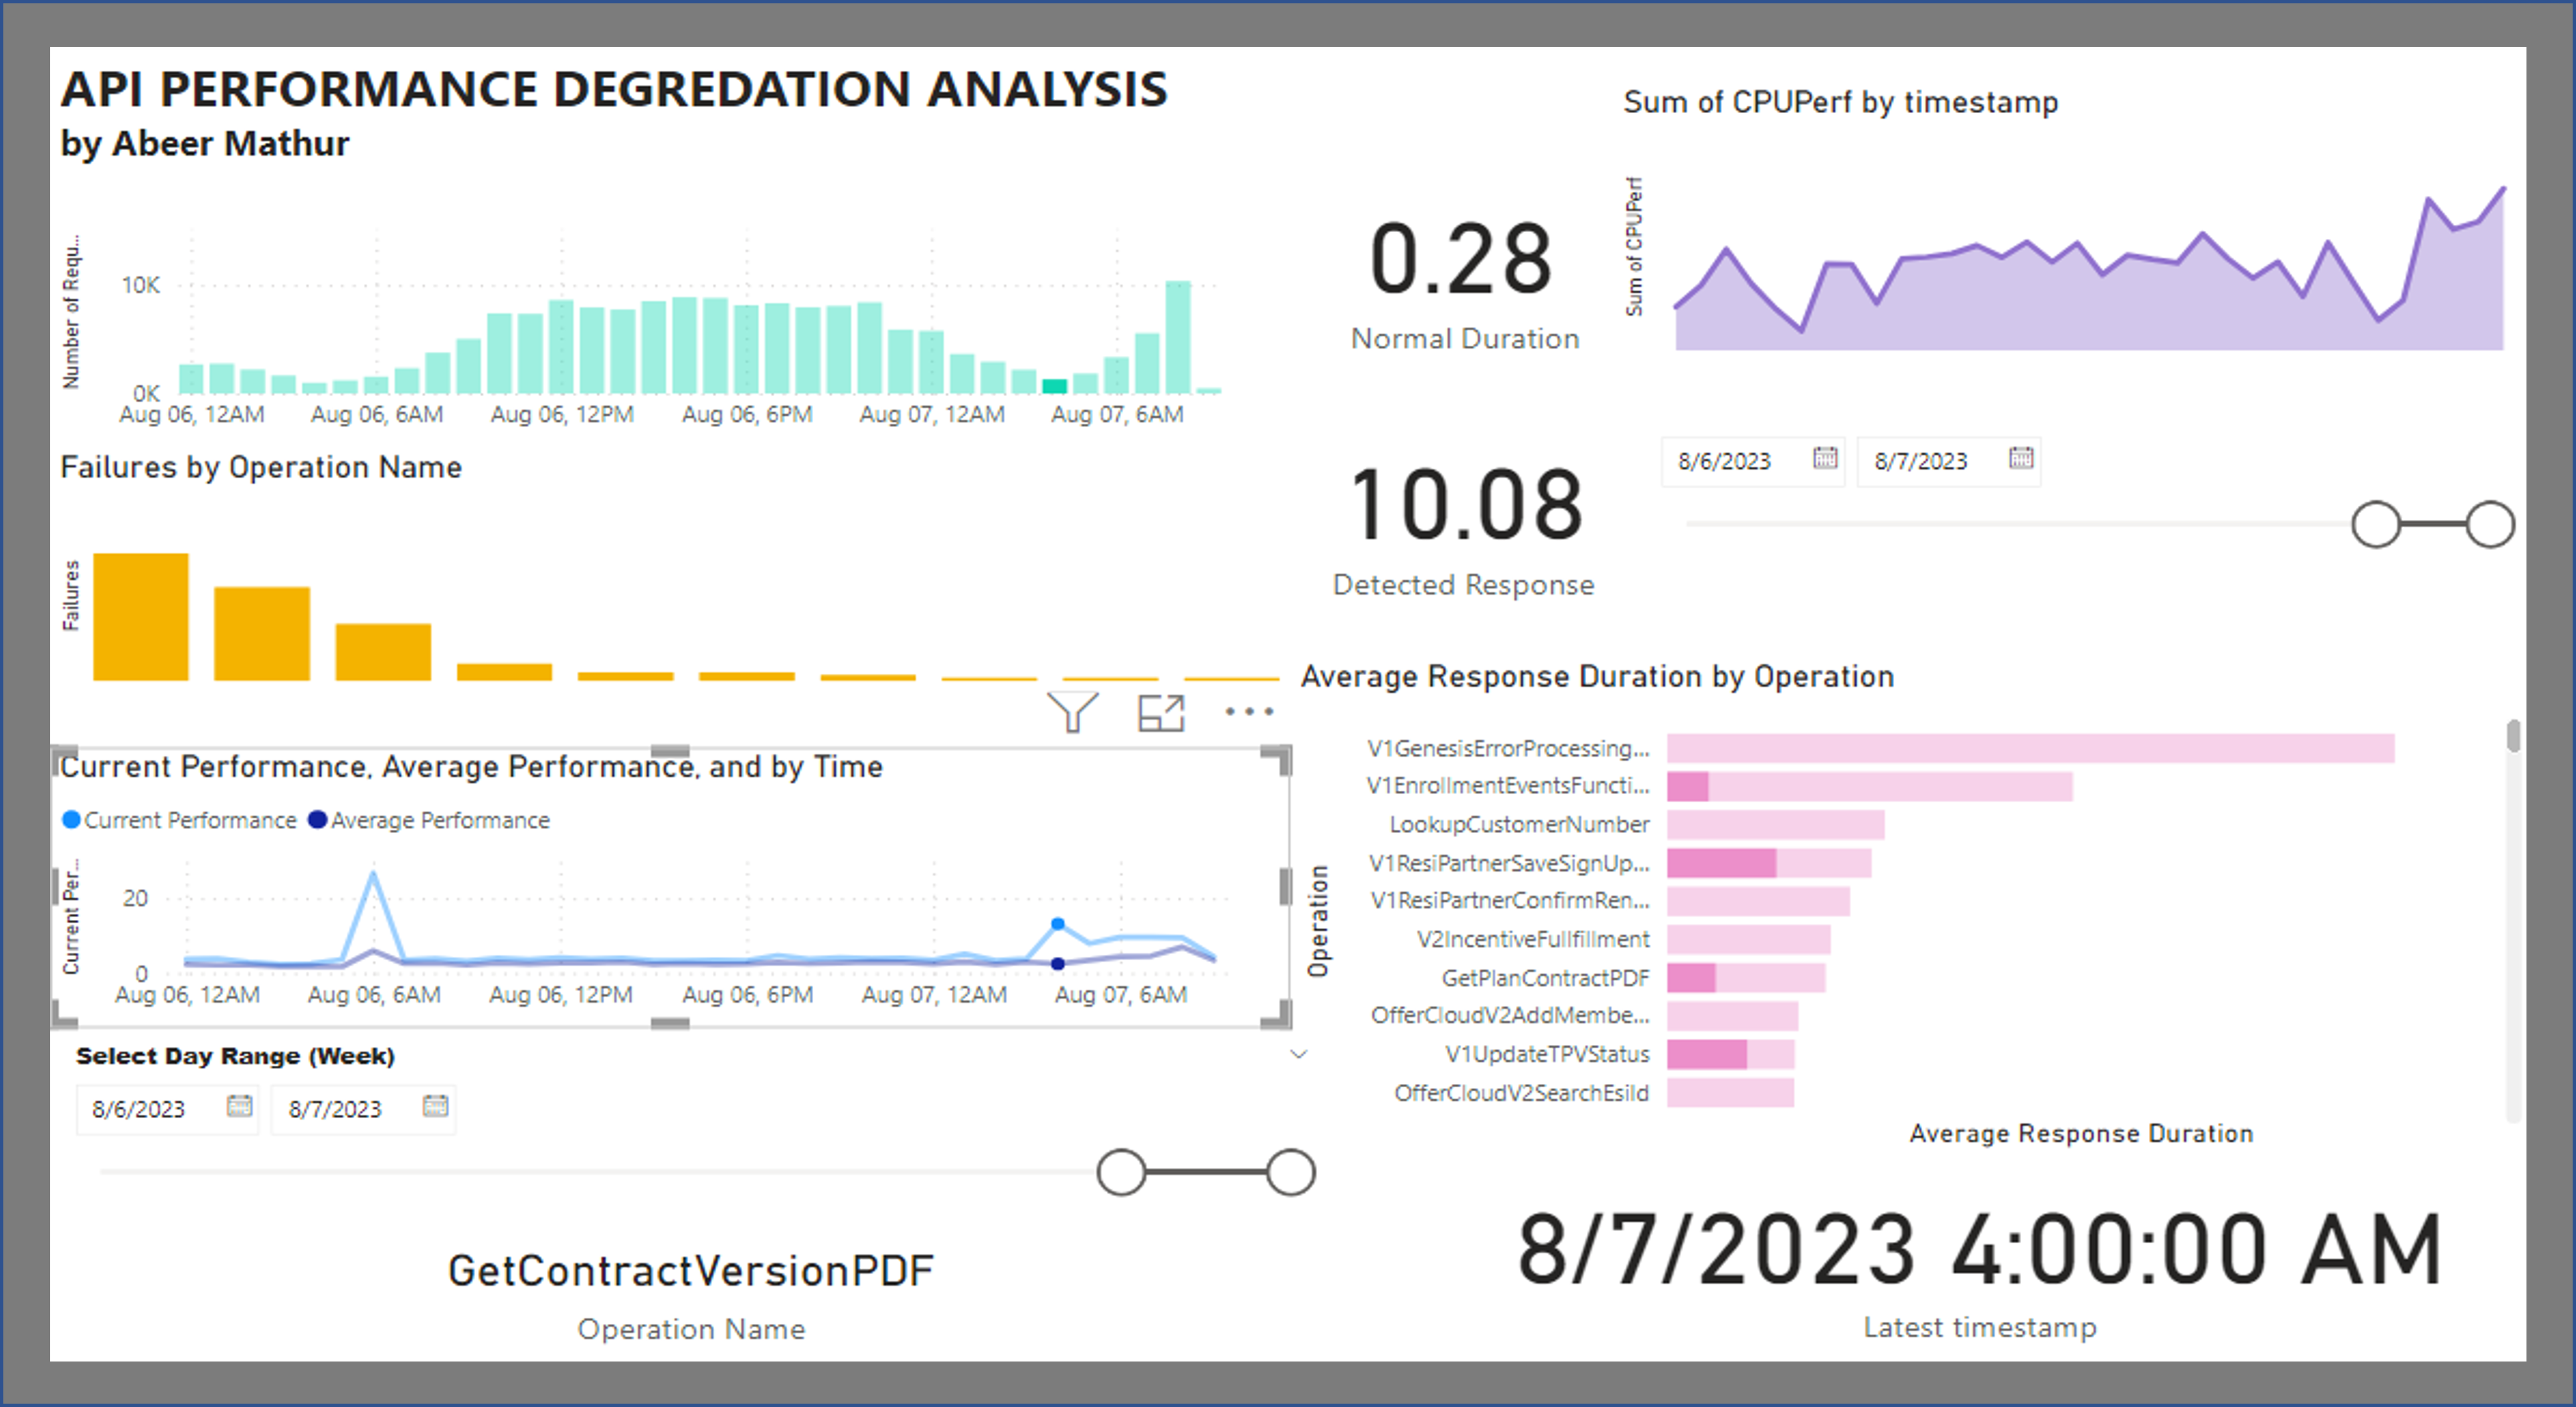 API PERFORMANCE DEGREDATION ANALYSIS
by Abeer Mathur
Number of Requ...
10K
0K
Aug 06, 12AM
Aug 06, 6AM
Aug 06, 12PM
Aug 06, 6PM
Aug 07, 12AM
Aug 07, 6AM
Failures by Operation Name
Failures
Current Performance, Average Performance, and by Time
Current Performance
Average Performance
Current Per...
20
0
Aug 06, 12AM
Aug 06, 6AM
Aug 06, 12PM
Aug 06, 6PM
Aug 07, 12AM
Aug 07, 6AM
Select Day Range (Week)
8/6/2023
8/7/2023
GetContractVersionPDF
Operation Name
0.28
Normal Duration
10.08
Detected Response
Sum of CPUPerf by timestamp
Sum of CPUPerf
8/6/2023
8/7/2023
Average Response Duration by Operation
Operation
V1GenesisErrorProcessing...
V1EnrollmentEventsFuncti...
LookupCustomerNumber
V1ResiPartnerSaveSignUp...
V1ResiPartnerConfirmRen...
V2IncentiveFullfillment
GetPlanContractPDF
OfferCloudV2AddMembe...
V1UpdateTPVStatus
OfferCloudV2SearchEsiId
Average Response Duration
8/7/2023 4:00:00 AM
Latest timestamp